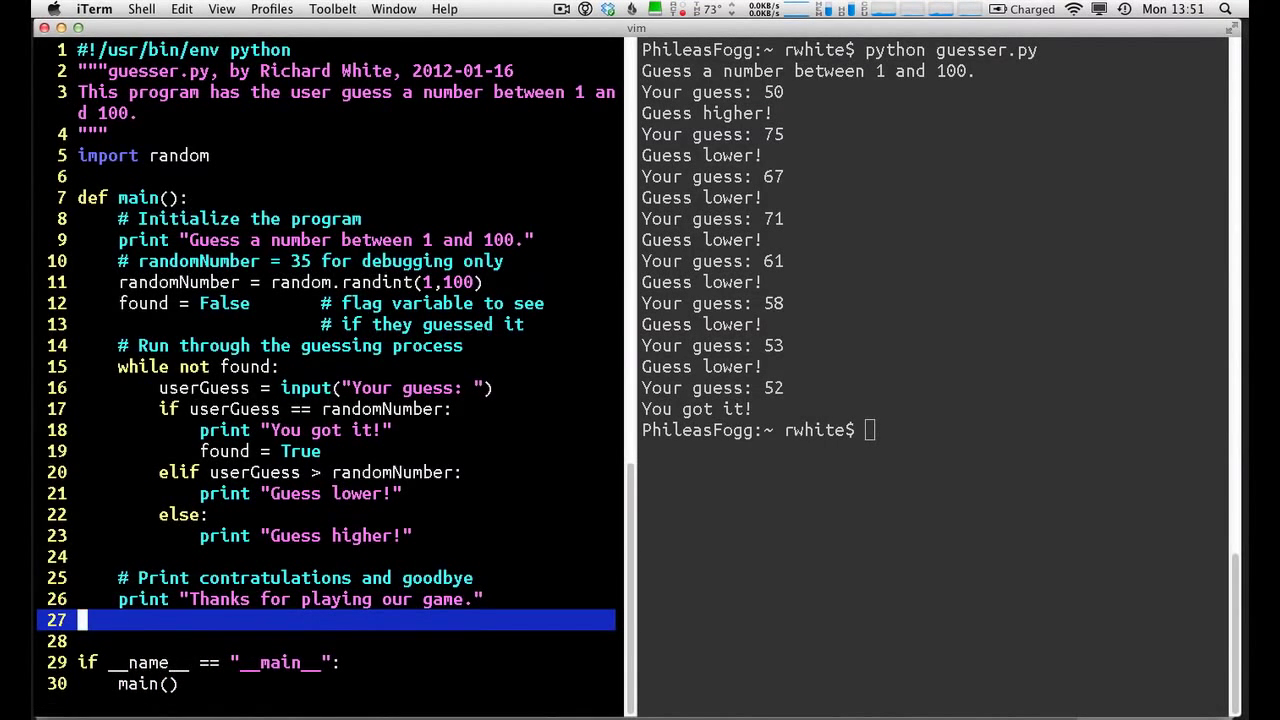 iTerm Shell Edit View Profiles Toolbelt Window Help 73° 0.0KB/s 0.0KB/s Charged Mon 13:51
vim
1 #!/usr/bin/env python
2 """guesser.py, by Richard White, 2012-01-16
3 This program has the user guess a number between 1 an
d 100.
4 """
5 import random
6
7 def main():
8 # Initialize the program
9 print "Guess a number between 1 and 100."
10 # randomNumber = 35 for debugging only
11 randomNumber = random.randint(1,100)
12 found = False # flag variable to see
13 # if they guessed it
14 # Run through the guessing process
15 while not found:
16 userGuess = input("Your guess: ")
17 if userGuess == randomNumber:
18 print "You got it!"
19 found = True
20 elif userGuess > randomNumber:
21 print "Guess lower!"
22 else:
23 print "Guess higher!"
24
25 # Print contratulations and goodbye
26 print "Thanks for playing our game."
27
28
29 if __name__ == "__main__":
30 main()
PhileasFogg:~ rwhite$ python guesser.py
Guess a number between 1 and 100.
Your guess: 50
Guess higher!
Your guess: 75
Guess lower!
Your guess: 67
Guess lower!
Your guess: 71
Guess lower!
Your guess: 61
Guess lower!
Your guess: 58
Guess lower!
Your guess: 53
Guess lower!
Your guess: 52
You got it!
PhileasFogg:~ rwhite$